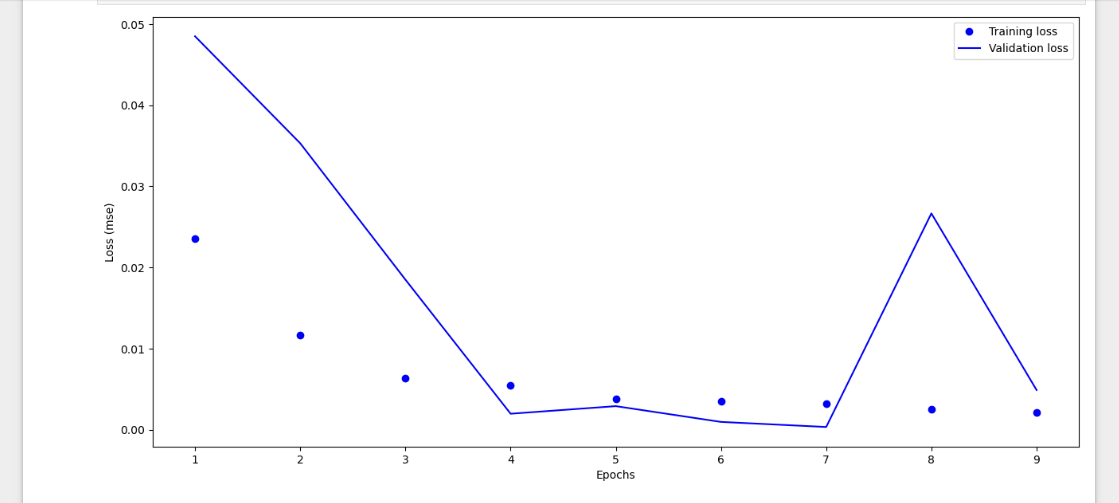 0.05
Training loss
Validation loss
0.04
0.03
Loss (mse)
0.02
0.01
0.00
1 2 3 4 5 6 7 8 9
Epochs